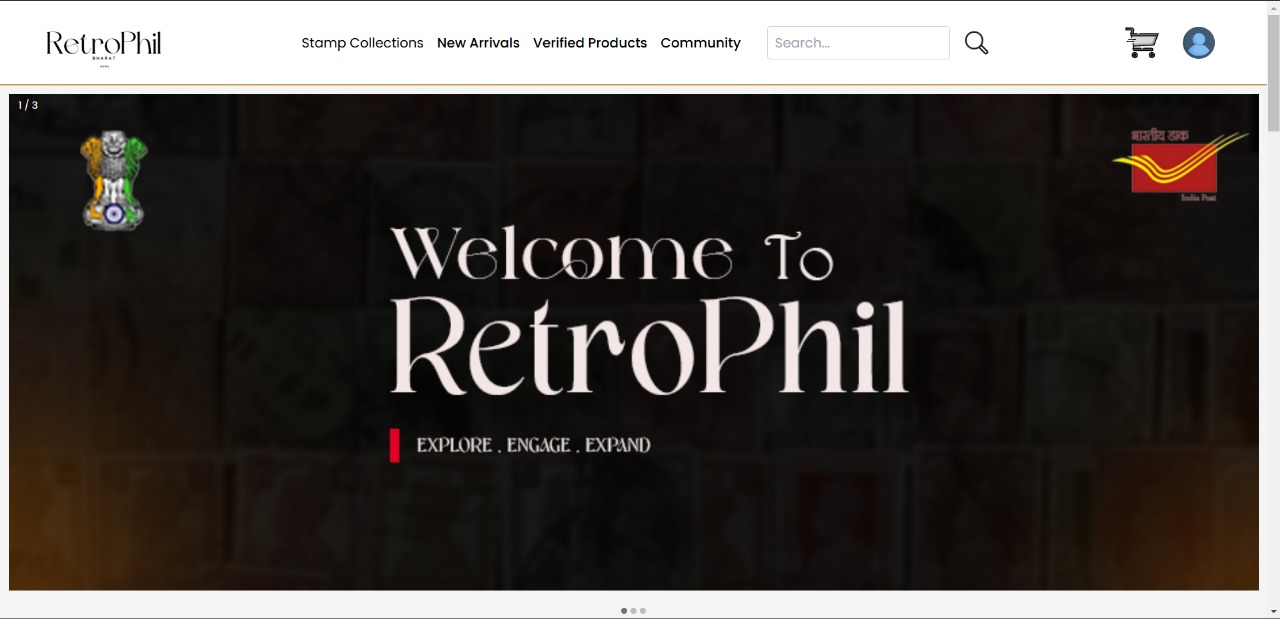 RetroPhil
BHARAT
Stamp Collections New Arrivals Verified Products Community Search...
1 / 3
भारतीय डाक
India Post
Welcome To
RetroPhil
EXPLORE . ENGAGE . EXPAND